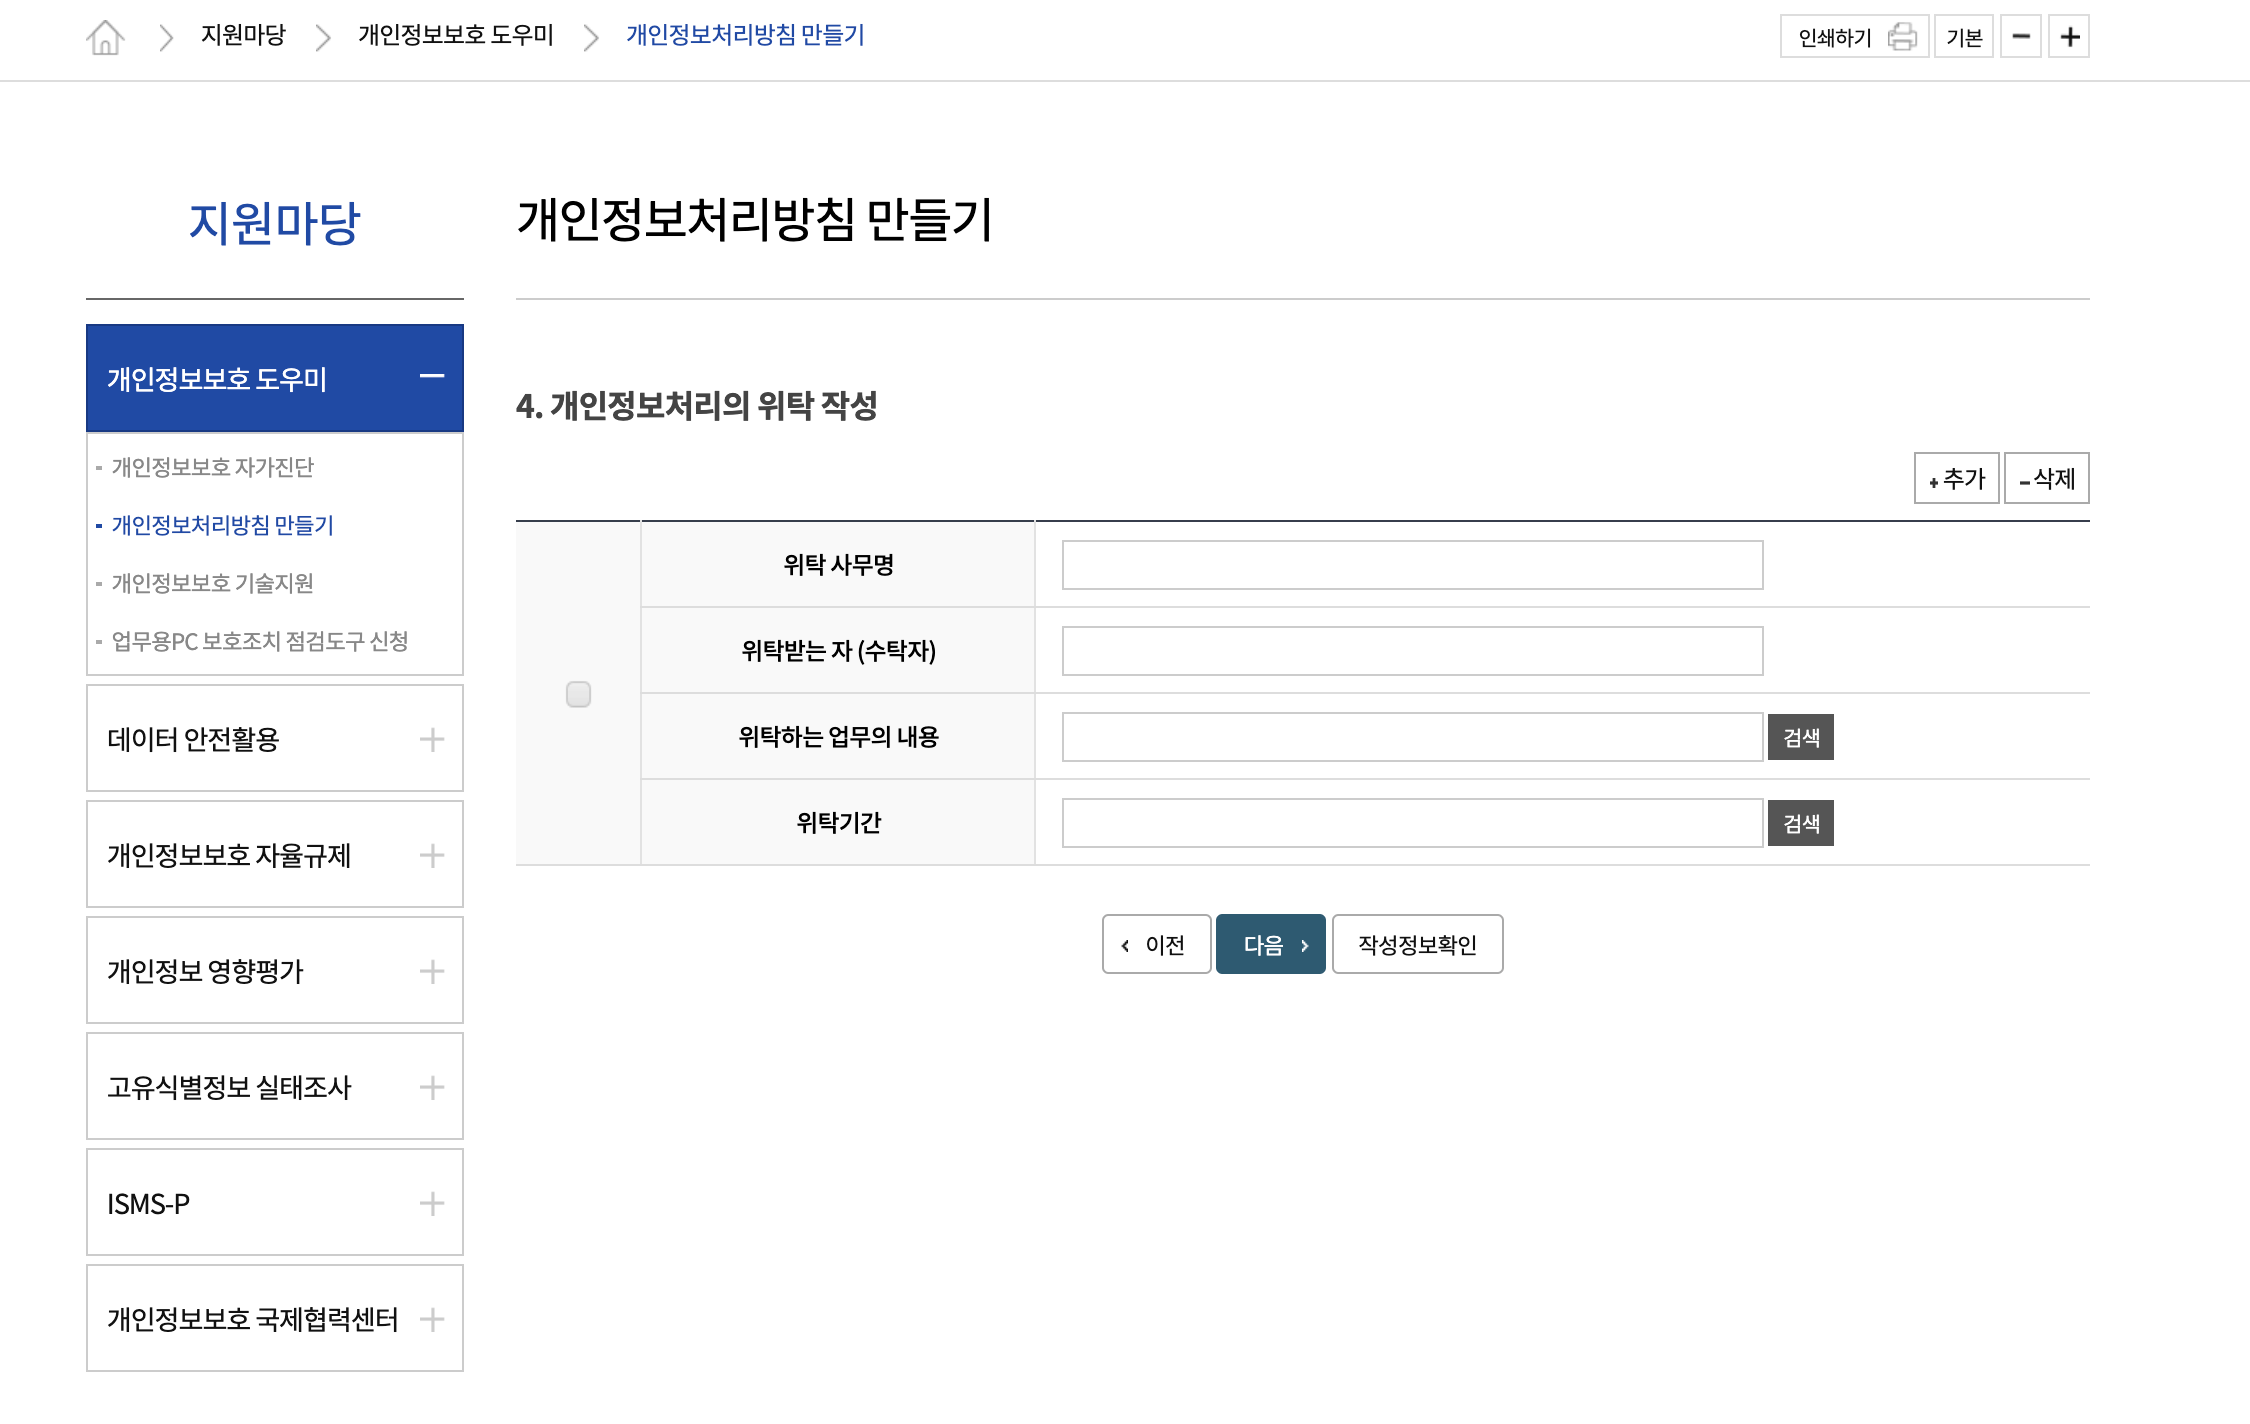 지원마당
개인정보보호 도우미
개인정보처리방침 만들기
인쇄하기
기본
지원마당
개인정보처리방침 만들기
개인정보보호 도우미
- 개인정보보호 자가진단
- 개인정보처리방침 만들기
- 개인정보보호 기술지원
- 업무용PC 보호조치 점검도구 신청
데이터 안전활용
개인정보보호 자율규제
개인정보 영향평가
고유식별정보 실태조사
ISMS-P
개인정보보호 국제협력센터
4. 개인정보처리의 위탁 작성
+ 추가
- 삭제
위탁 사무명
위탁받는 자 (수탁자)
위탁하는 업무의 내용
검색
위탁기간
검색
이전
다음
작성정보확인